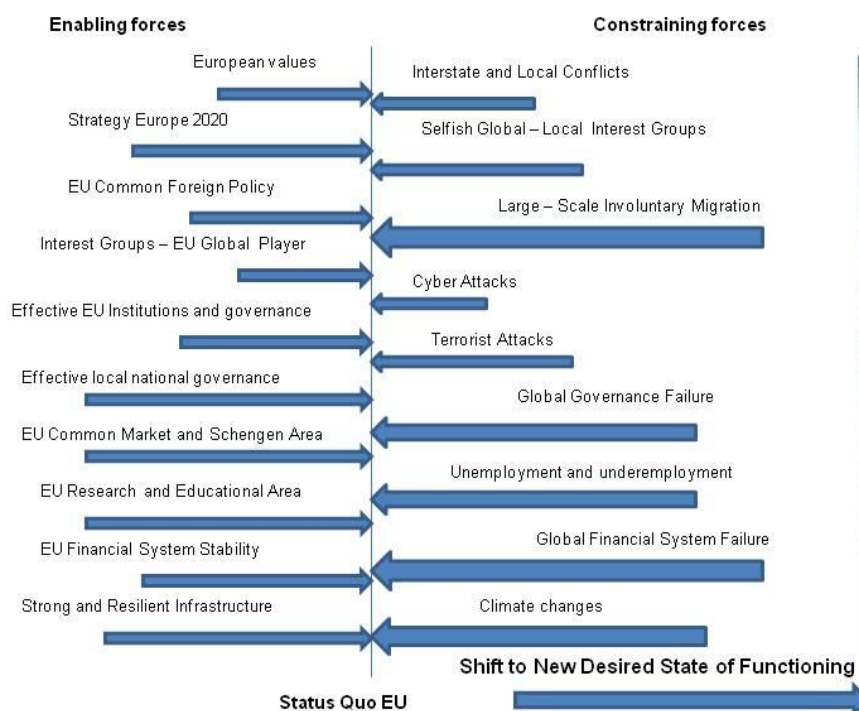 Enabling forces
Constraining forces
European values
Interstate and Local Conflicts
Strategy Europe 2020
Selfish Global – Local Interest Groups
EU Common Foreign Policy
Large – Scale Involuntary Migration
Interest Groups – EU Global Player
Cyber Attacks
Effective EU Institutions and governance
Terrorist Attacks
Effective local national governance
Global Governance Failure
EU Common Market and Schengen Area
Unemployment and underemployment
EU Research and Educational Area
Global Financial System Failure
EU Financial System Stability
Strong and Resilient Infrastructure
Climate changes
Shift to New Desired State of Functioning
Status Quo EU